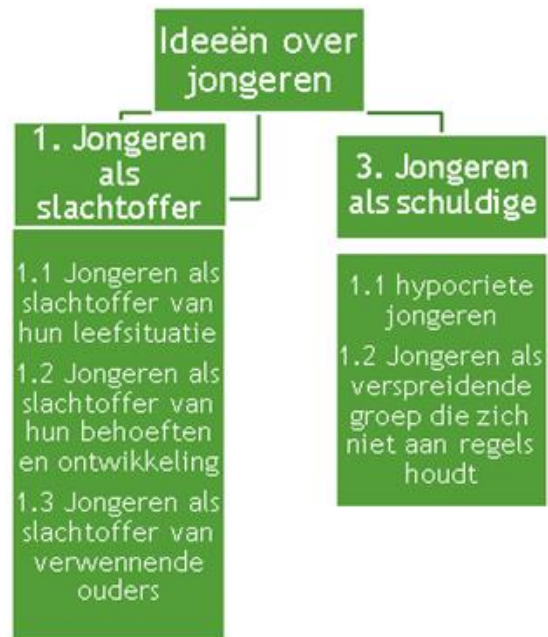 Ideeën over
jongeren
1. Jongeren
als
slachtoffer
1.1 Jongeren als
slachtoffer van
hun leefsituatie
1.2 Jongeren als
slachtoffer van
hun behoeften
en ontwikkeling
1.3 Jongeren als
slachtoffer van
verwennende
ouders
3. Jongeren
als schuldige
1.1 hypocriete
jongeren
1.2 Jongeren als
verspreidende
groep die zich
niet aan regels
houdt